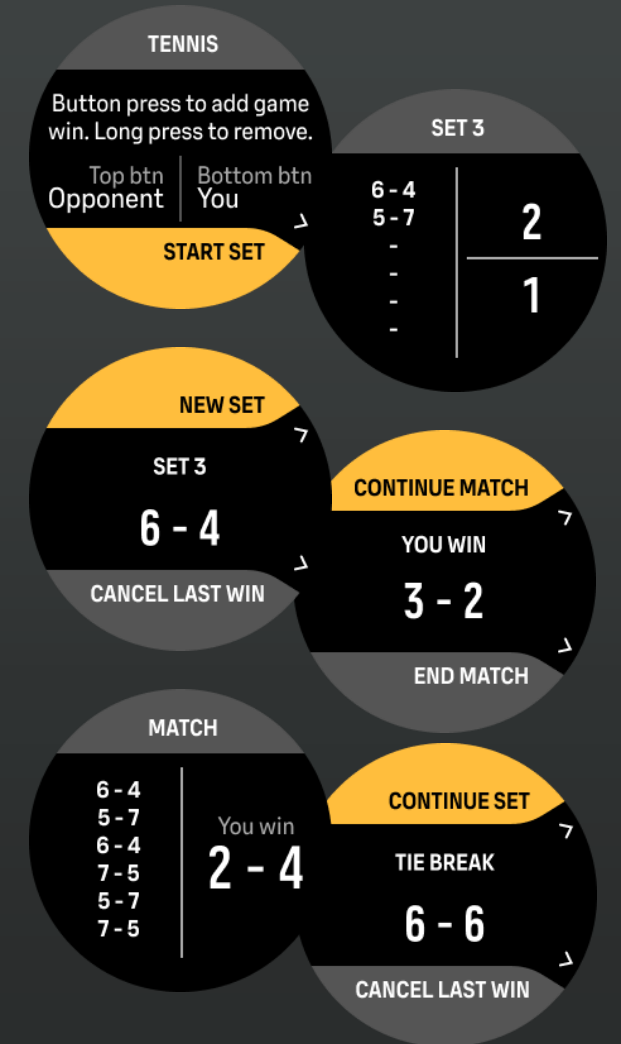 TENNIS
Button press to add game
win. Long press to remove.
Top btn
Opponent
Bottom btn
You
START SET
SET 3
6 - 4
5 - 7
-
-
-
-
2
1
NEW SET
SET 3
6 - 4
CANCEL LAST WIN
CONTINUE MATCH
YOU WIN
3 - 2
END MATCH
MATCH
6 - 4
5 - 7
6 - 4
7 - 5
5 - 7
7 - 5
You win
2 - 4
CONTINUE SET
TIE BREAK
6 - 6
CANCEL LAST WIN